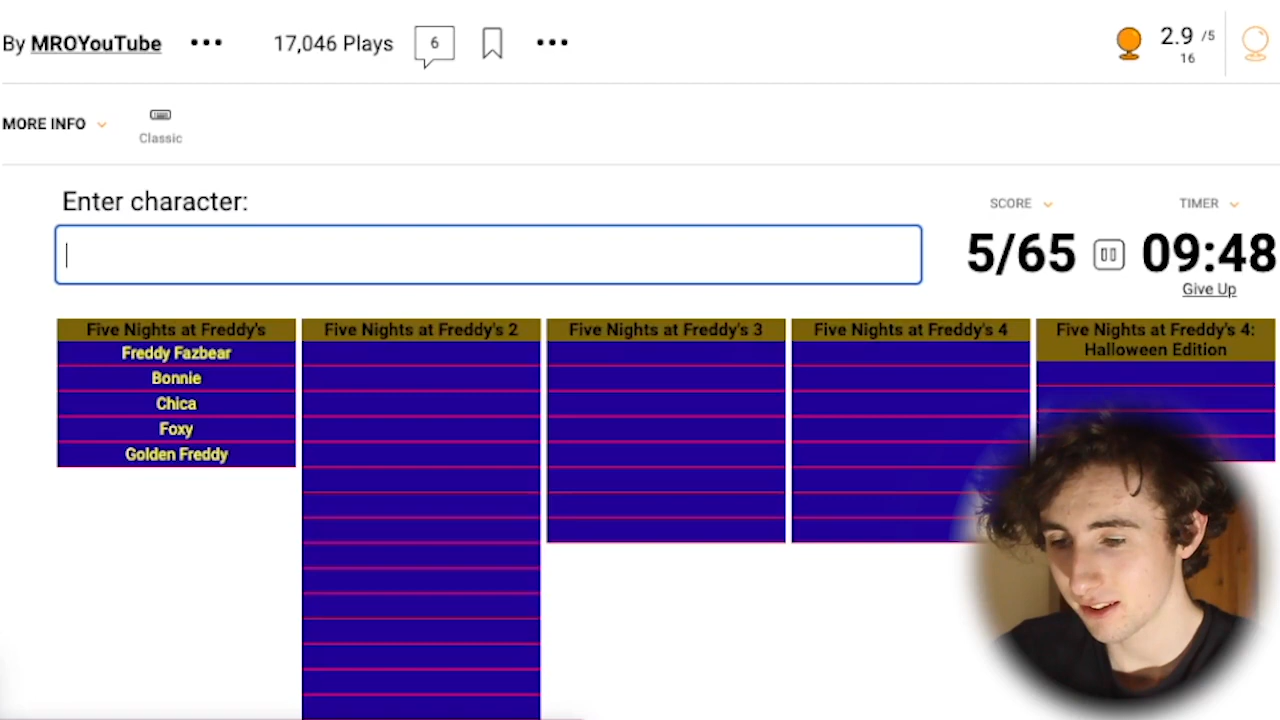 By MROYouTube ••• 17,046 Plays 6 •••
2.9 /5
16
MORE INFO
Classic
Enter character:
SCORE
TIMER
5/65
09:48
Give Up
Five Nights at Freddy's
Freddy Fazbear
Bonnie
Chica
Foxy
Golden Freddy
Five Nights at Freddy's 2
Five Nights at Freddy's 3
Five Nights at Freddy's 4
Five Nights at Freddy's 4:
Halloween Edition